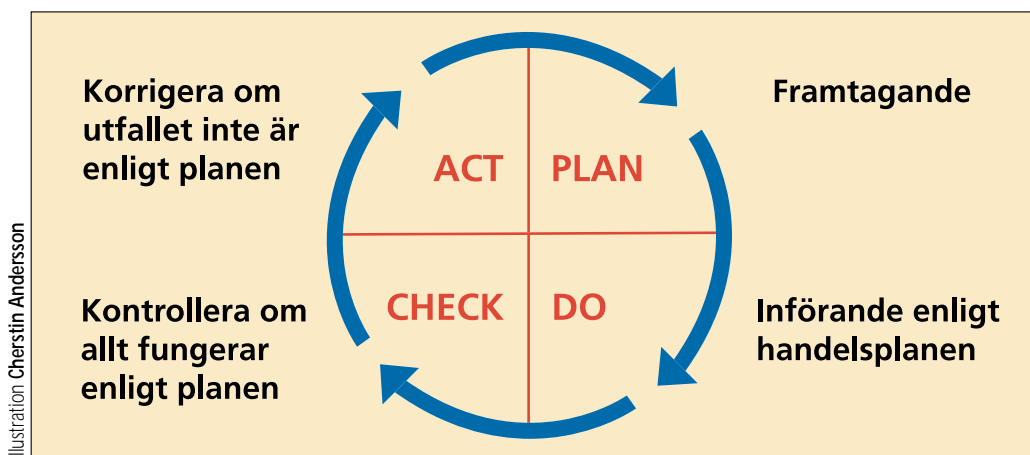 Korrigera om
utfallet inte är
enligt planen
Framtagande
ACT
PLAN
CHECK
DO
Kontrollera om
allt fungerar
enligt planen
Införande enligt
handelsplanen
Illustration Cherstin Andersson